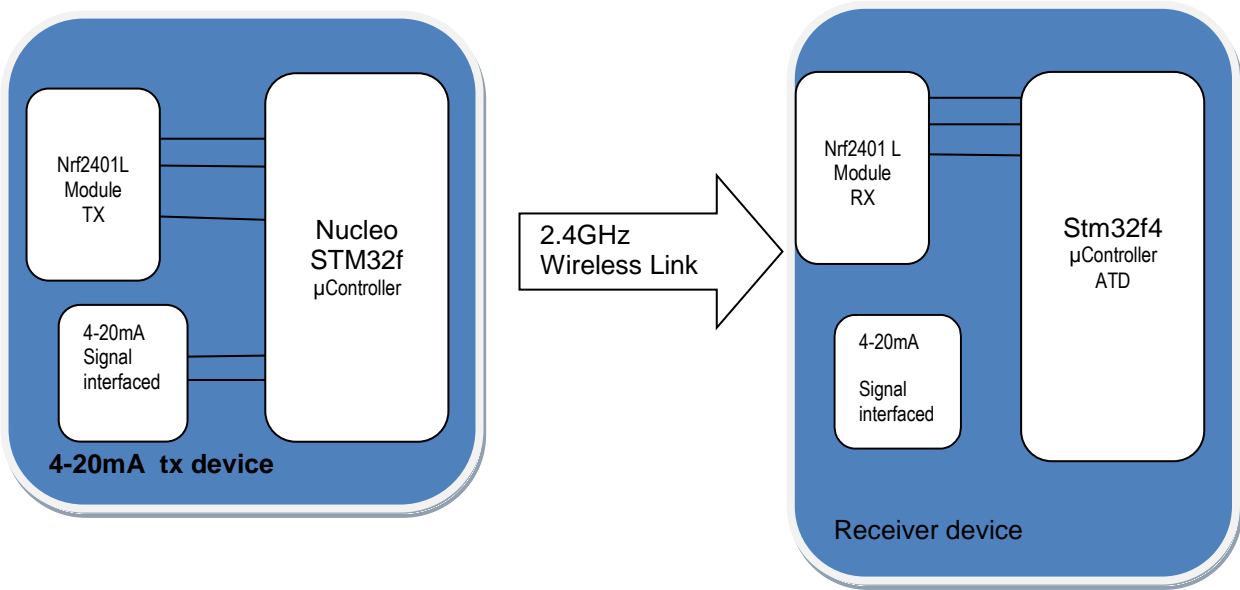 Nrf2401L
Module
TX
Nucleo
STM32f
µController
4-20mA
Signal
interfaced
4-20mA  tx device
2.4GHz
Wireless Link
Nrf2401 L
Module
RX
Stm32f4
µController
ATD
4-20mA
Signal
interfaced
Receiver device